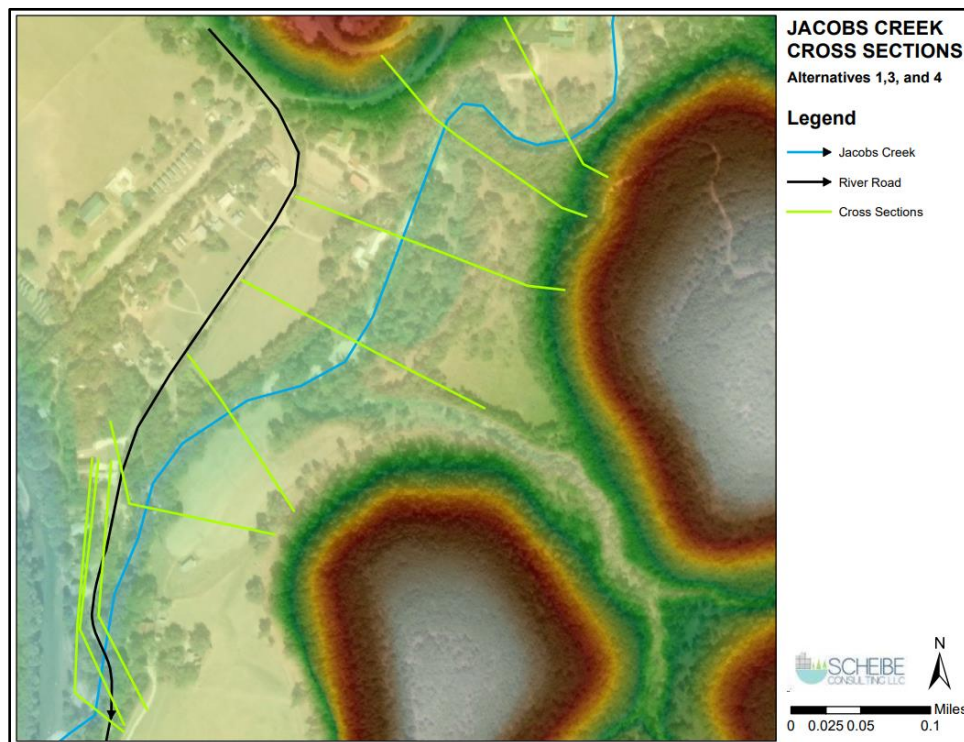 JACOBS CREEK
CROSS SECTIONS
Alternatives 1,3, and 4
Legend
Jacobs Creek
River Road
Cross Sections
SCHEIBE
CONSULTING LLC
N
Miles
0 0.025 0.05 0.1